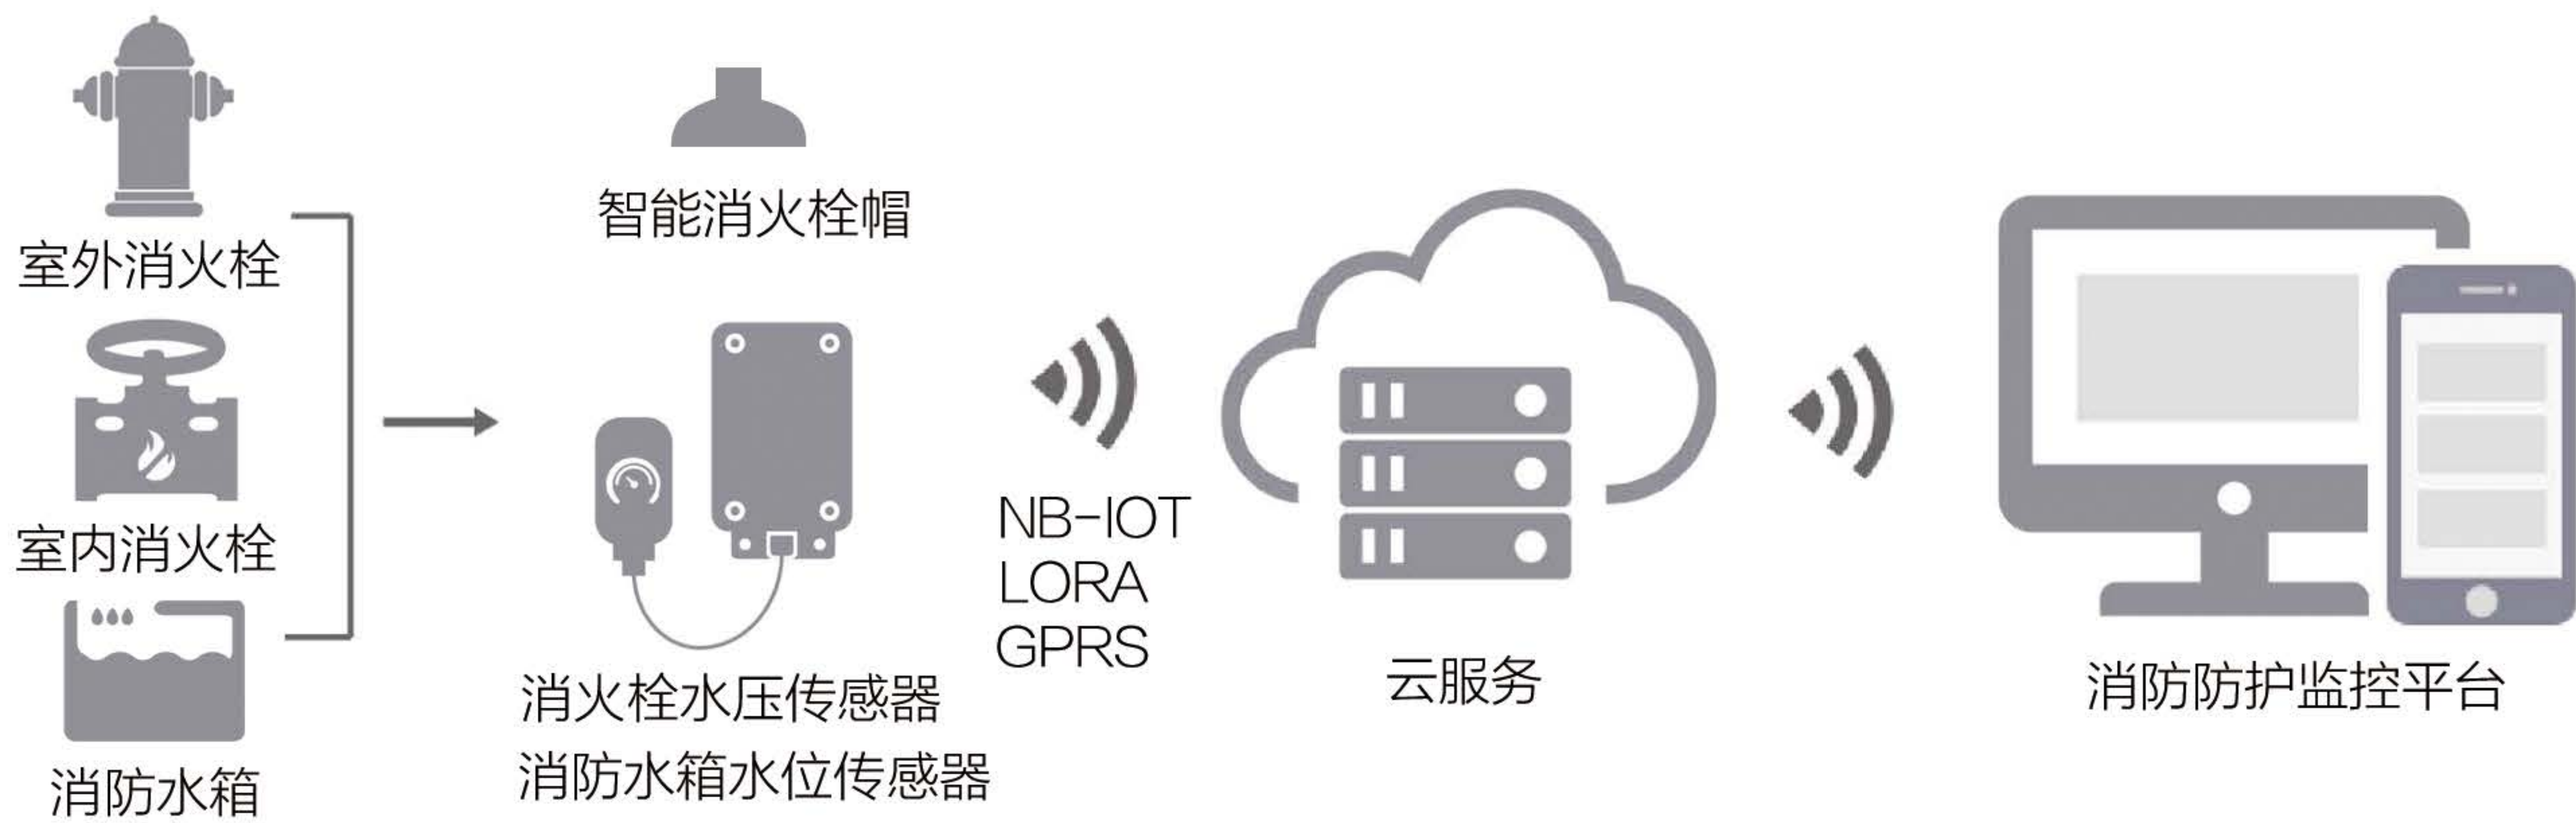 室外消火栓
室内消火栓
消防水箱
智能消火栓帽
消火栓水压传感器
消防水箱水位传感器
NB-IOT
LORA
GPRS
云服务
消防防护监控平台